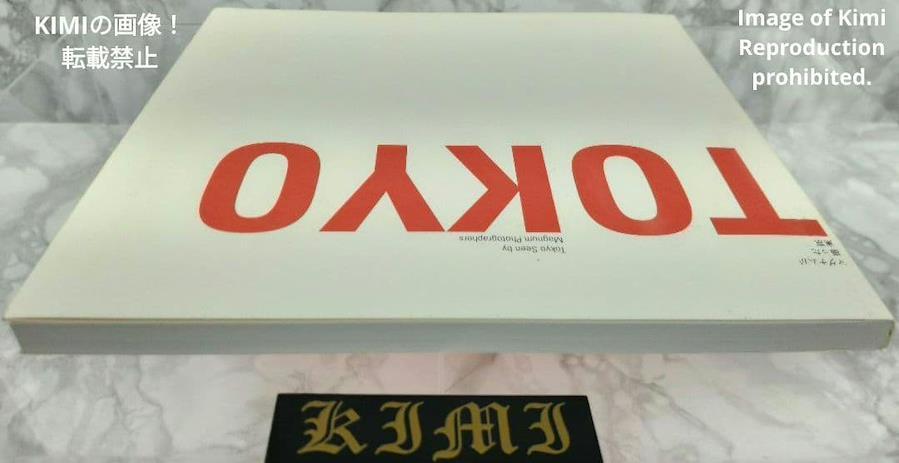 KIMIの画像！
転載禁止
Image of Kimi
Reproduction
prohibited.
TOKYO
Tokyo Seen by
Magnum Photographers
マグナムが
撮った
東京
KIMI